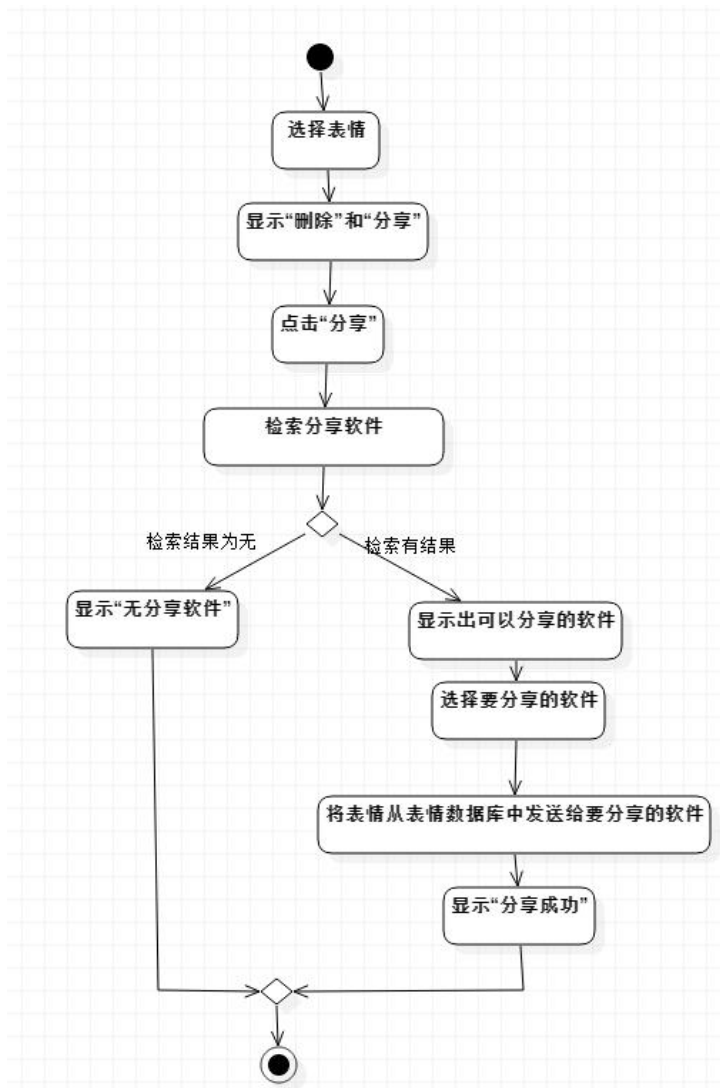 选择表情
显示“删除”和“分享”
点击“分享”
检索分享软件
检索结果为无
检索有结果
显示“无分享软件”
显示出可以分享的软件
选择要分享的软件
将表情从表情数据库中发送给要分享的软件
显示“分享成功”